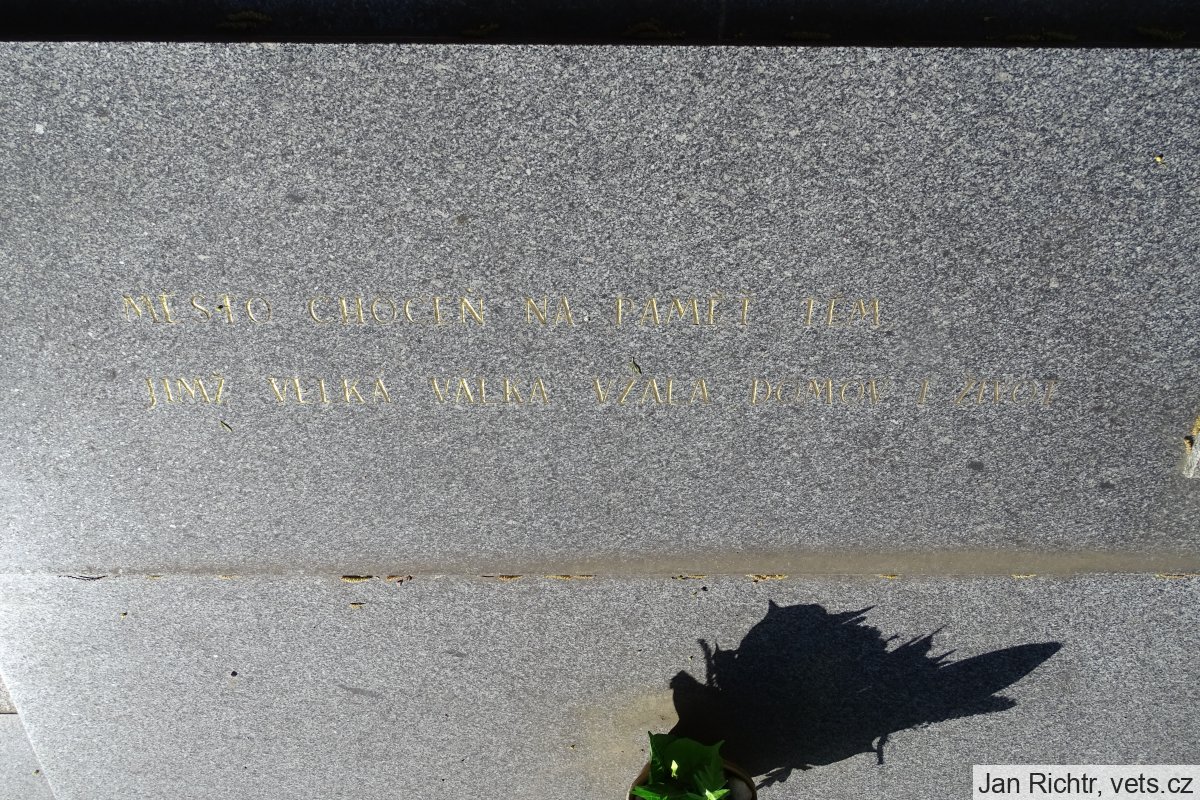 MĚSTO CHOCEŇ NA PAMĚŤ TĚM
JIMŽ VELKÁ VÁLKA VZALA DOMOV I ŽIVOT
Jan Richtr, vets.cz